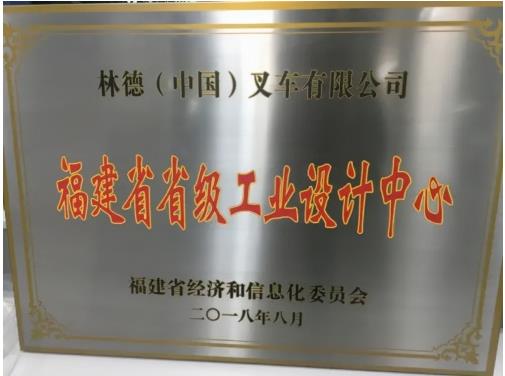 林德（中国）叉车有限公司
福建省省级工业设计中心
福建省经济和信息化委员会
二〇一八年八月